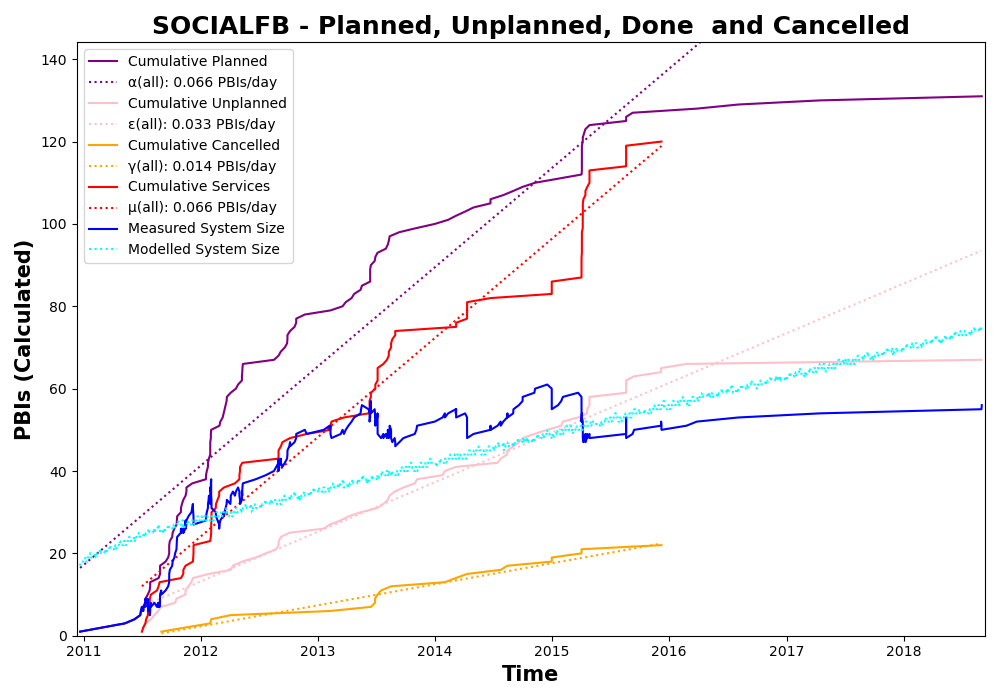 SOCIALFB - Planned, Unplanned, Done  and Cancelled
PBIs (Calculated)
140
120
100
80
60
40
20
0
Cumulative Planned
α(all): 0.066 PBIs/day
Cumulative Unplanned
ε(all): 0.033 PBIs/day
Cumulative Cancelled
γ(all): 0.014 PBIs/day
Cumulative Services
μ(all): 0.066 PBIs/day
Measured System Size
Modelled System Size
2011 2012 2013 2014 2015 2016 2017 2018
Time